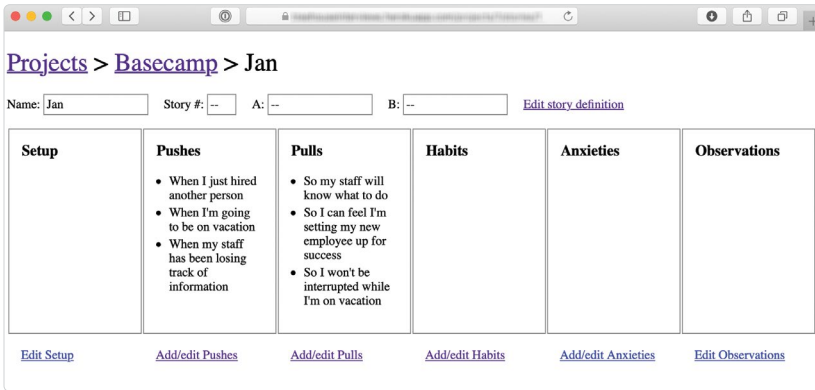 Projects > Basecamp > Jan
Name: Jan Story #: -- A: -- B: -- Edit story definition
Setup
Pushes
• When I just hired
another person
• When I'm going
to be on vacation
• When my staff
has been losing
track of
information
Pulls
• So my staff will
know what to do
• So I can feel I'm
setting my new
employee up for
success
• So I won't be
interrupted while
I'm on vacation
Habits
Anxieties
Observations
Edit Setup
Add/edit Pushes
Add/edit Pulls
Add/edit Habits
Add/edit Anxieties
Edit Observations